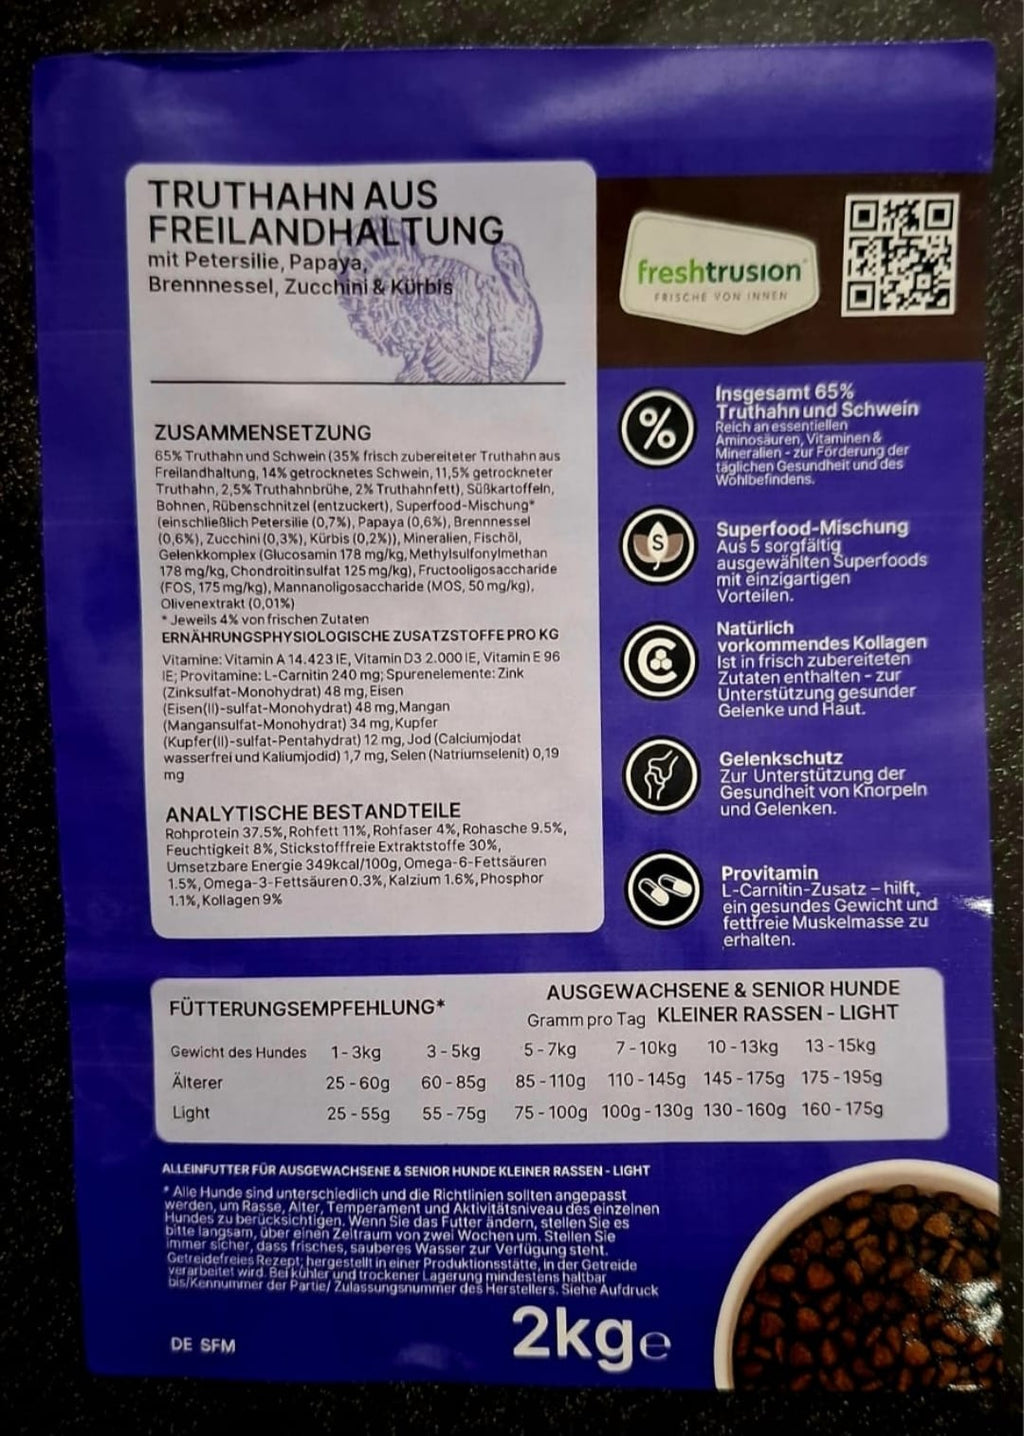 TRUTHAHN AUS
FREILANDHALTUNG
mit Petersilie, Papaya,
Brennnessel, Zucchini & Kürbis
freshtrusion
FRISCHE VON INNEN
ZUSAMMENSETZUNG
65% Truthahn und Schwein (35% frisch zubereiteter Truthahn aus
Freilandhaltung, 14% getrocknetes Schwein, 11,5% getrockneter
Truthahn, 2,5% Truthahnbrühe, 2% Truthahnfett), Süßkartoffeln,
Bohnen, Rübenschnitzel (entzuckert), Superfood-Mischung*
(einschließlich Petersilie (0,7%), Papaya (0,6%), Brennnessel
(0,6%), Zucchini (0,3%), Kürbis (0,2%)), Mineralien, Fischöl,
Gelenkkomplex (Glucosamin 178 mg/kg, Methylsulfonylmethan
178 mg/kg, Chondroitinsulfat 125 mg/kg), Fructooligosaccharide
(FOS, 175 mg/kg), Mannanoligosaccharide (MOS, 50 mg/kg),
Olivenextrakt (0,01%)
* Jeweils 4% von frischen Zutaten
ERNÄHRUNGSPHYSIOLOGISCHE ZUSATZSTOFFE PRO KG
Vitamine: Vitamin A 14.423 IE, Vitamin D3 2.000 IE, Vitamin E 96
IE; Provitamine: L-Carnitin 240 mg; Spurenelemente: Zink
(Zinksulfat-Monohydrat) 48 mg, Eisen
(Eisen(II)-sulfat-Monohydrat) 48 mg, Mangan
(Mangansulfat-Monohydrat) 34 mg, Kupfer
(Kupfer(II)-sulfat-Pentahydrat) 12 mg, Jod (Calciumjodat
wasserfrei und Kaliumjodid) 1,7 mg, Selen (Natriumselenit) 0,19
mg
ANALYTISCHE BESTANDTEILE
Rohprotein 37.5%, Rohfett 11%, Rohfaser 4%, Rohasche 9.5%,
Feuchtigkeit 8%, Stickstofffreie Extraktstoffe 30%,
Umsetzbare Energie 349kcal/100g, Omega-6-Fettsäuren
1.5%, Omega-3-Fettsäuren 0.3%, Kalzium 1.6%, Phosphor
1.1%, Kollagen 9%
%
Insgesamt 65%
Truthahn und Schwein
Reich an essentiellen
Aminosäuren, Vitaminen &
Mineralien - zur Förderung der
täglichen Gesundheit und des
Wohlbefindens.
S
Superfood-Mischung
Aus 5 sorgfältig
ausgewählten Superfoods
mit einzigartigen
Vorteilen.
C
Natürlich
vorkommendes Kollagen
Ist in frisch zubereiteten
Zutaten enthalten - zur
Unterstützung gesunder
Gelenke und Haut.
Gelenkschutz
Zur Unterstützung der
Gesundheit von Knorpeln
und Gelenken.
Provitamin
L-Carnitin-Zusatz – hilft,
ein gesundes Gewicht und
fettfreie Muskelmasse zu
erhalten.
FÜTTERUNGSEMPFEHLUNG*
AUSGEWACHSENE & SENIOR HUNDE
Gramm pro Tag KLEINER RASSEN - LIGHT
Gewicht des Hundes 1 - 3kg 3 - 5kg 5 - 7kg 7 - 10kg 10 - 13kg 13 - 15kg
Älterer 25 - 60g 60 - 85g 85 - 110g 110 - 145g 145 - 175g 175 - 195g
Light 25 - 55g 55 - 75g 75 - 100g 100g - 130g 130 - 160g 160 - 175g
ALLEINFUTTER FÜR AUSGEWACHSENE & SENIOR HUNDE KLEINER RASSEN - LIGHT
* Alle Hunde sind unterschiedlich und die Richtlinien sollten angepasst
werden, um Rasse, Alter, Temperament und Aktivitätsniveau des einzelnen
Hundes zu berücksichtigen. Wenn Sie das Futter ändern, stellen Sie es
bitte langsam, über einen Zeitraum von zwei Wochen um. Stellen Sie
immer sicher, dass frisches, sauberes Wasser zur Verfügung steht.
Getreidefreies Rezept; hergestellt in einer Produktionsstätte, in der Getreide
verarbeitet wird. Bei kühler und trockener Lagerung mindestens haltbar
bis/Kennummer der Partie/ Zulassungsnummer des Herstellers. Siehe Aufdruck
DE SFM
2kg℮